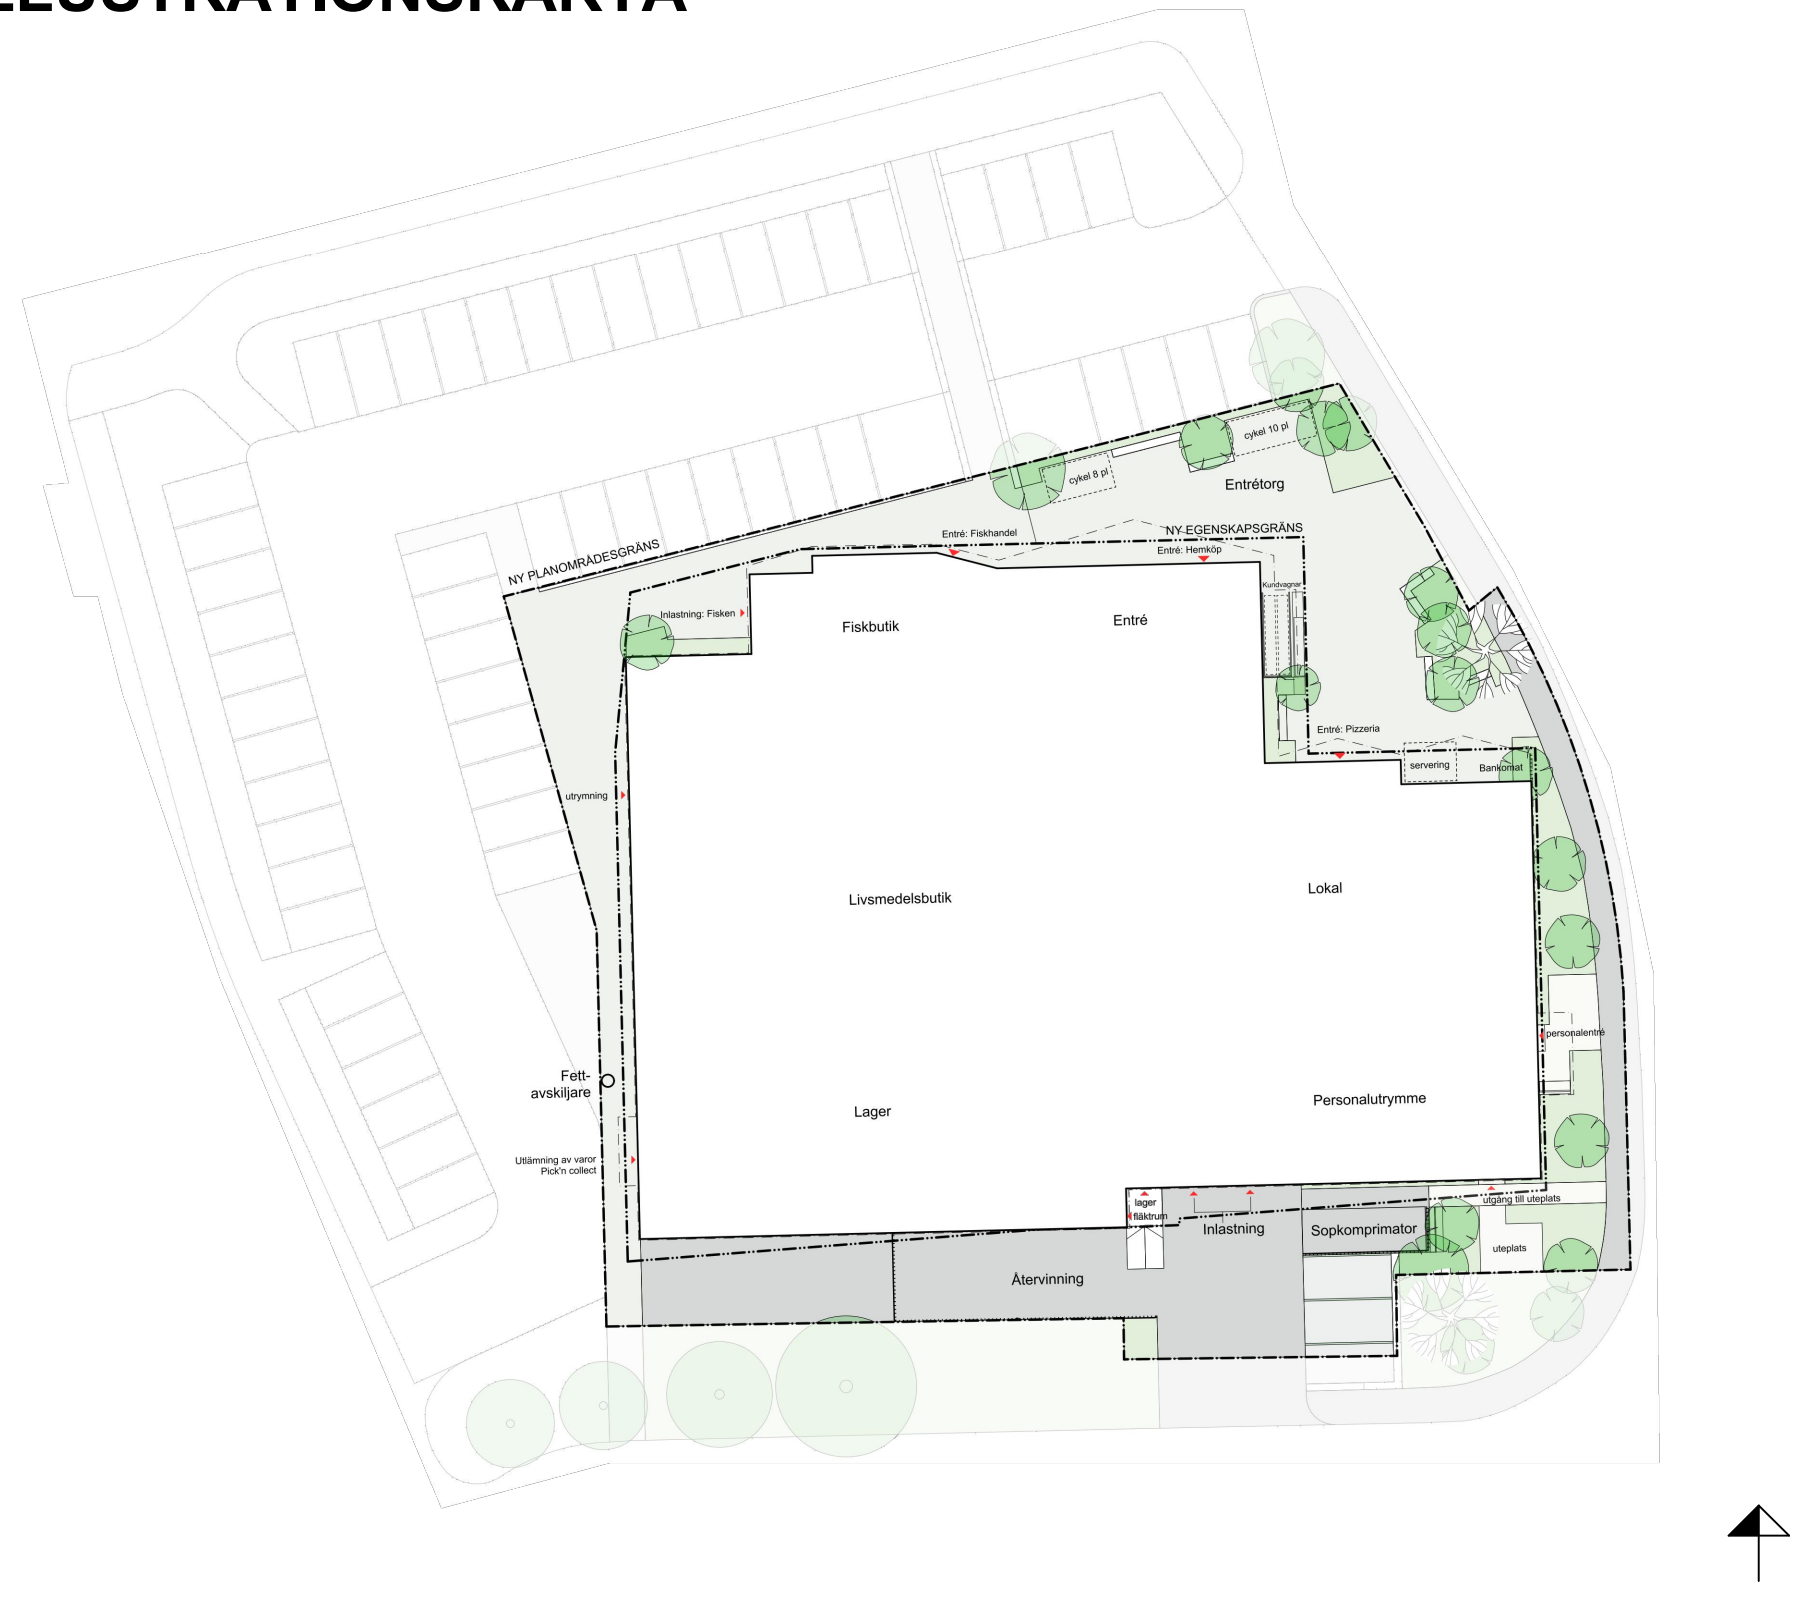 ILLUSTRATIONSKARTA
cykel 10 pl
cykel 8 pl
Entrétorg
NY EGENSKAPSGRÄNS
Entré: Fiskhandel
Entré: Hemköp
NY PLANOMRÅDESGRÄNS
Kundvagnar
Inlastning: Fisken
Fiskbutik
Entré
Entré: Pizzeria
servering
Bankomat
utrymning
Livsmedelsbutik
Lokal
personalentré
Fett-
avskiljare
Lager
Personalutrymme
Utlämning av varor
Pick'n collect
lager
fläktrum
Inlastning
Sopkomprimator
utgång till uteplats
uteplats
Återvinning